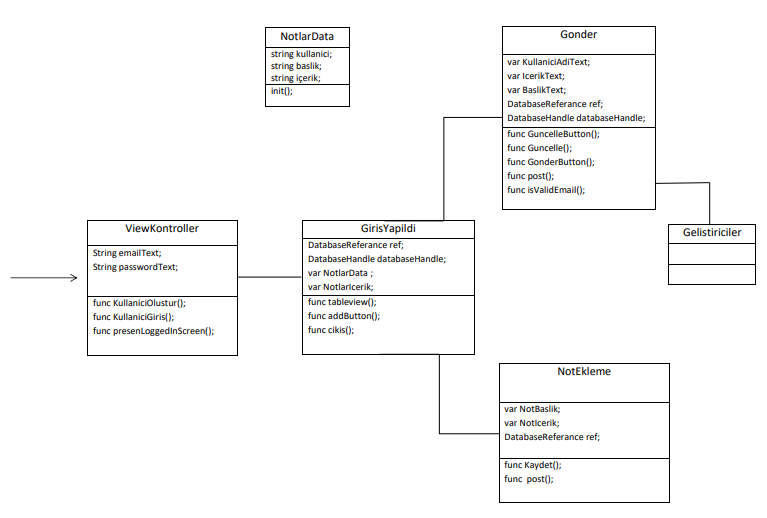 NotlarData
string kullanici;
string baslik;
string içerik;
init();
Gonder
var KullaniciAdiText;
var IcerikText;
var BaslikText;
DatabaseReferance ref;
DatabaseHandle databaseHandle;
func GuncelleButton();
func Guncelle();
func GonderButton();
func post();
func isValidEmail();
ViewKontroller
String emailText;
String passwordText;
func KullaniciOlustur();
func KullaniciGiris();
func presenLoggedInScreen();
GirisYapildi
DatabaseReferance ref;
DatabaseHandle databaseHandle;
var NotlarData ;
var NotlarIcerik;
func tableview();
func addButton();
func cikis();
Gelistiriciler
NotEkleme
var NotBaslik;
var NotIcerik;
DatabaseReferance ref;
func Kaydet();
func  post();